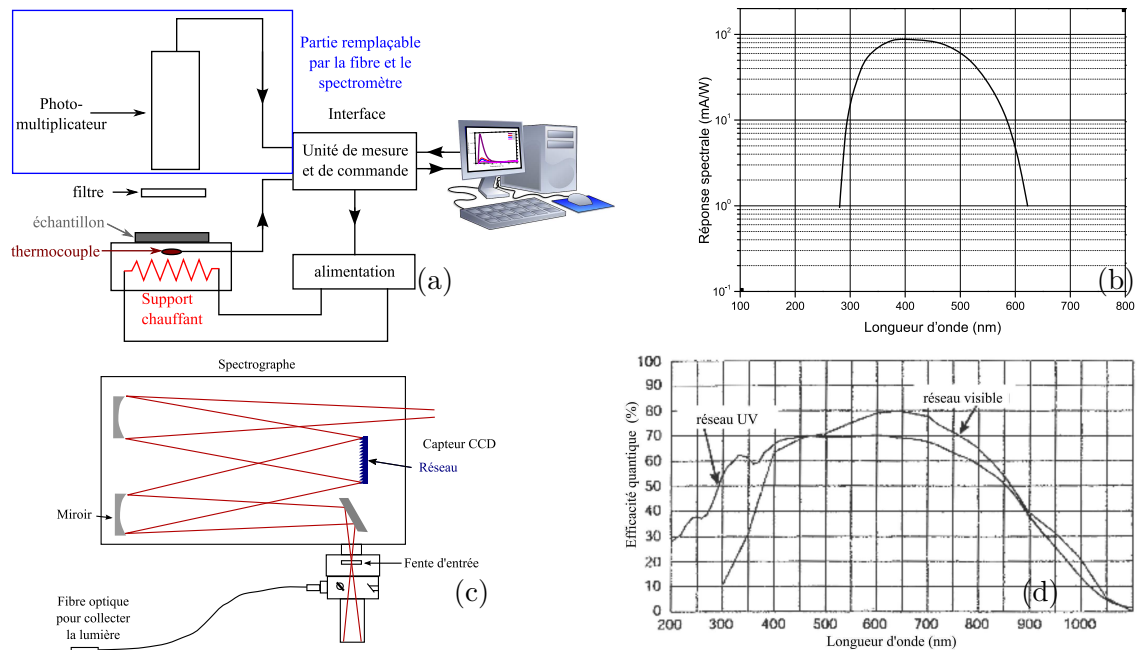 Partie remplaçable
par la fibre et le
spectromètre
Photo-
multiplicateur
Interface
Unité de mesure
et de commande
filtre
échantillon
thermocouple
alimentation
Support
chauffant
(a)
10²
10¹
10⁰
10⁻¹
Réponse spectrale (mA/W)
100 200 300 400 500 600 700 800
Longueur d'onde (nm)
(b)
Spectrographe
Capteur CCD
Réseau
Miroir
Fente d'entrée
Fibre optique
pour collecter
la lumière
(c)
100
90
80
70
60
50
40
30
20
10
0
Efficacité quantique (%)
réseau UV
réseau visible
200 300 400 500 600 700 800 900 1000
Longueur d'onde (nm)
(d)